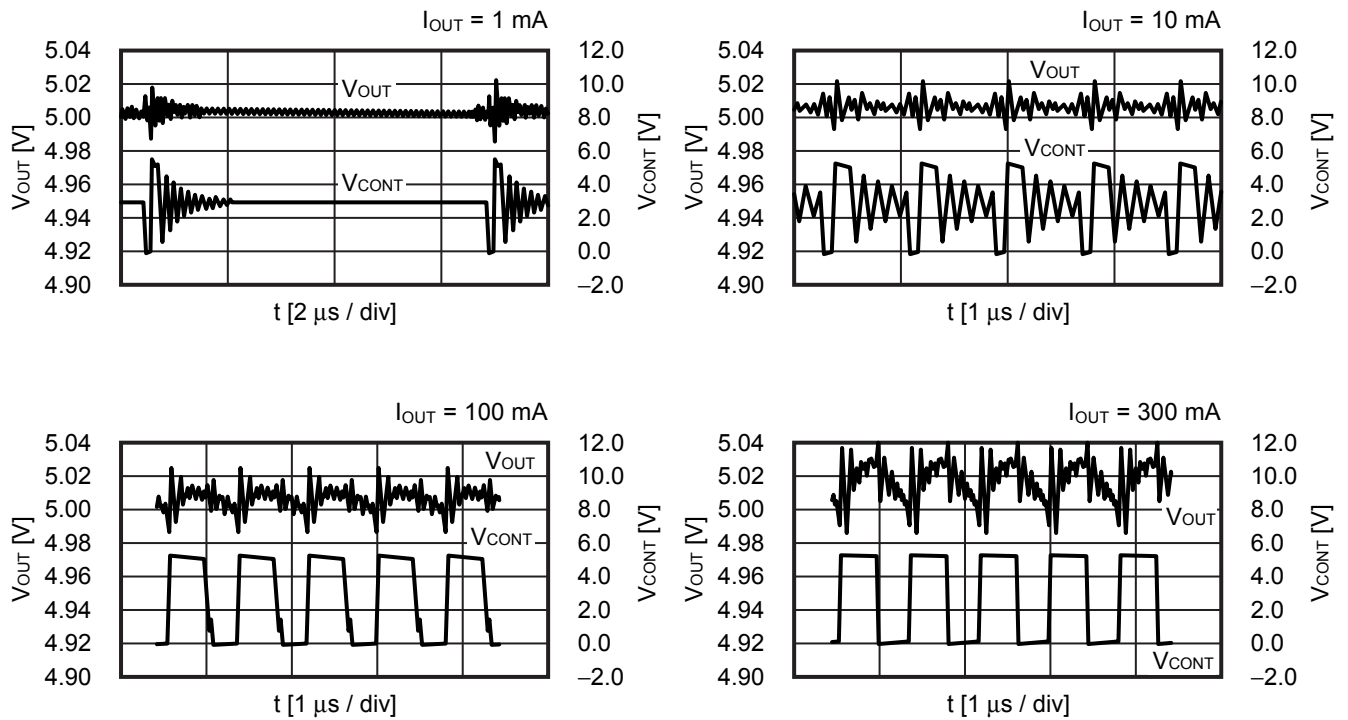 IOUT = 1 mA
5.04
5.02
5.00
4.98
4.96
4.94
4.92
4.90
VOUT [V]
VOUT
VCONT
12.0
10.0
8.0
6.0
4.0
2.0
0.0
−2.0
VCONT [V]
t [2 µs / div]
IOUT = 10 mA
5.04
5.02
5.00
4.98
4.96
4.94
4.92
4.90
VOUT [V]
VOUT
VCONT
12.0
10.0
8.0
6.0
4.0
2.0
0.0
−2.0
VCONT [V]
t [1 µs / div]
IOUT = 100 mA
5.04
5.02
5.00
4.98
4.96
4.94
4.92
4.90
VOUT [V]
VOUT
VCONT
12.0
10.0
8.0
6.0
4.0
2.0
0.0
−2.0
VCONT [V]
t [1 µs / div]
IOUT = 300 mA
5.04
5.02
5.00
4.98
4.96
4.94
4.92
4.90
VOUT [V]
VOUT
VCONT
12.0
10.0
8.0
6.0
4.0
2.0
0.0
−2.0
VCONT [V]
t [1 µs / div]